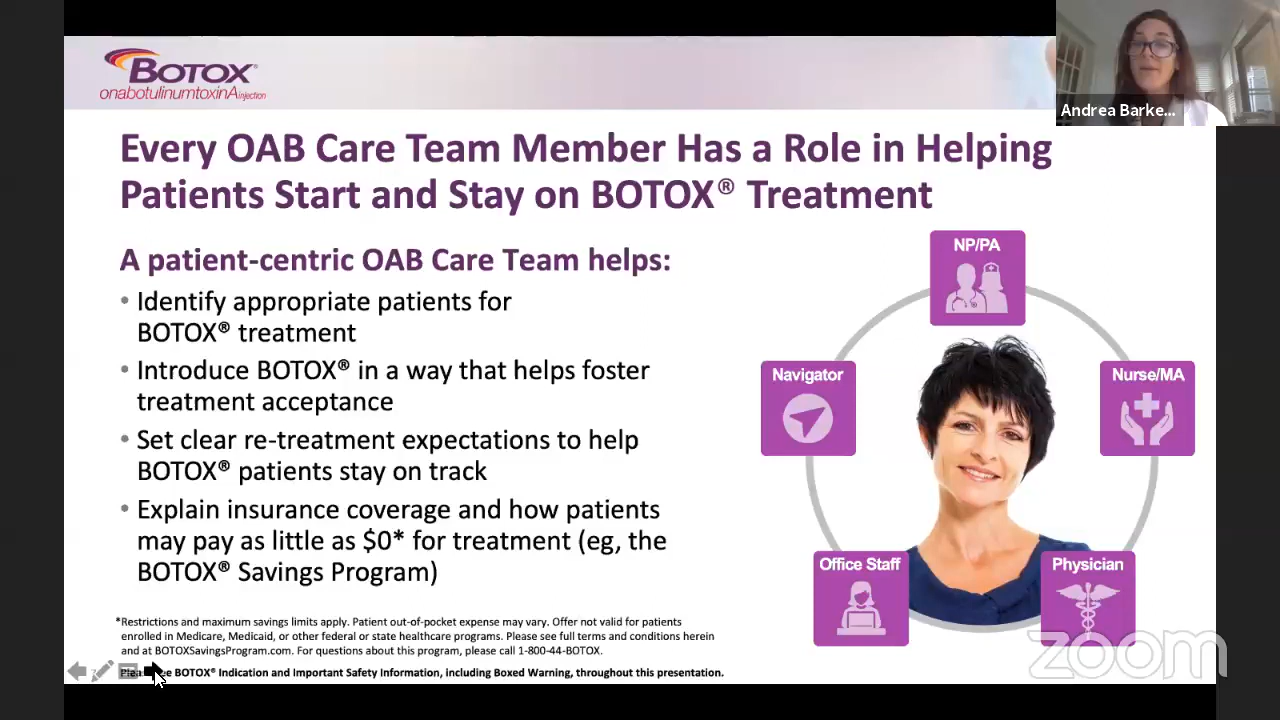 BOTOX®
onabotulinumtoxinA injection
Andrea Barke...
Every OAB Care Team Member Has a Role in Helping
Patients Start and Stay on BOTOX® Treatment
A patient-centric OAB Care Team helps:
• Identify appropriate patients for
BOTOX® treatment
• Introduce BOTOX® in a way that helps foster
treatment acceptance
• Set clear re-treatment expectations to help
BOTOX® patients stay on track
• Explain insurance coverage and how patients
may pay as little as $0* for treatment (eg, the
BOTOX® Savings Program)
NP/PA
Navigator
Nurse/MA
Office Staff
Physician
*Restrictions and maximum savings limits apply. Patient out-of-pocket expense may vary. Offer not valid for patients
enrolled in Medicare, Medicaid, or other federal or state healthcare programs. Please see full terms and conditions herein
and at BOTOXSavingsProgram.com. For questions about this program, please call 1-800-44-BOTOX.
BOTOX® Indication and Important Safety Information, including Boxed Warning, throughout this presentation.
zoom